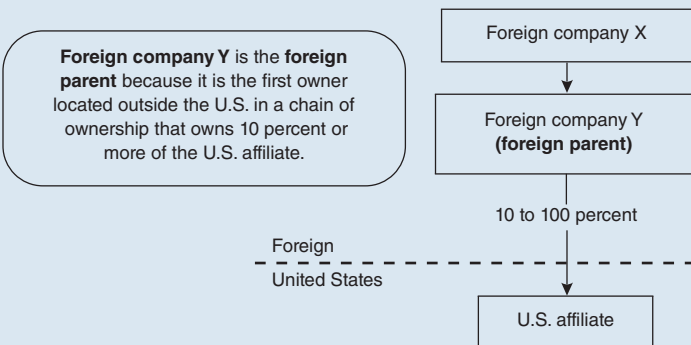 Foreign company Y is the foreign
parent because it is the first owner
located outside the U.S. in a chain of
ownership that owns 10 percent or
more of the U.S. affiliate.
Foreign company X
Foreign company Y
(foreign parent)
10 to 100 percent
Foreign
United States
U.S. affiliate